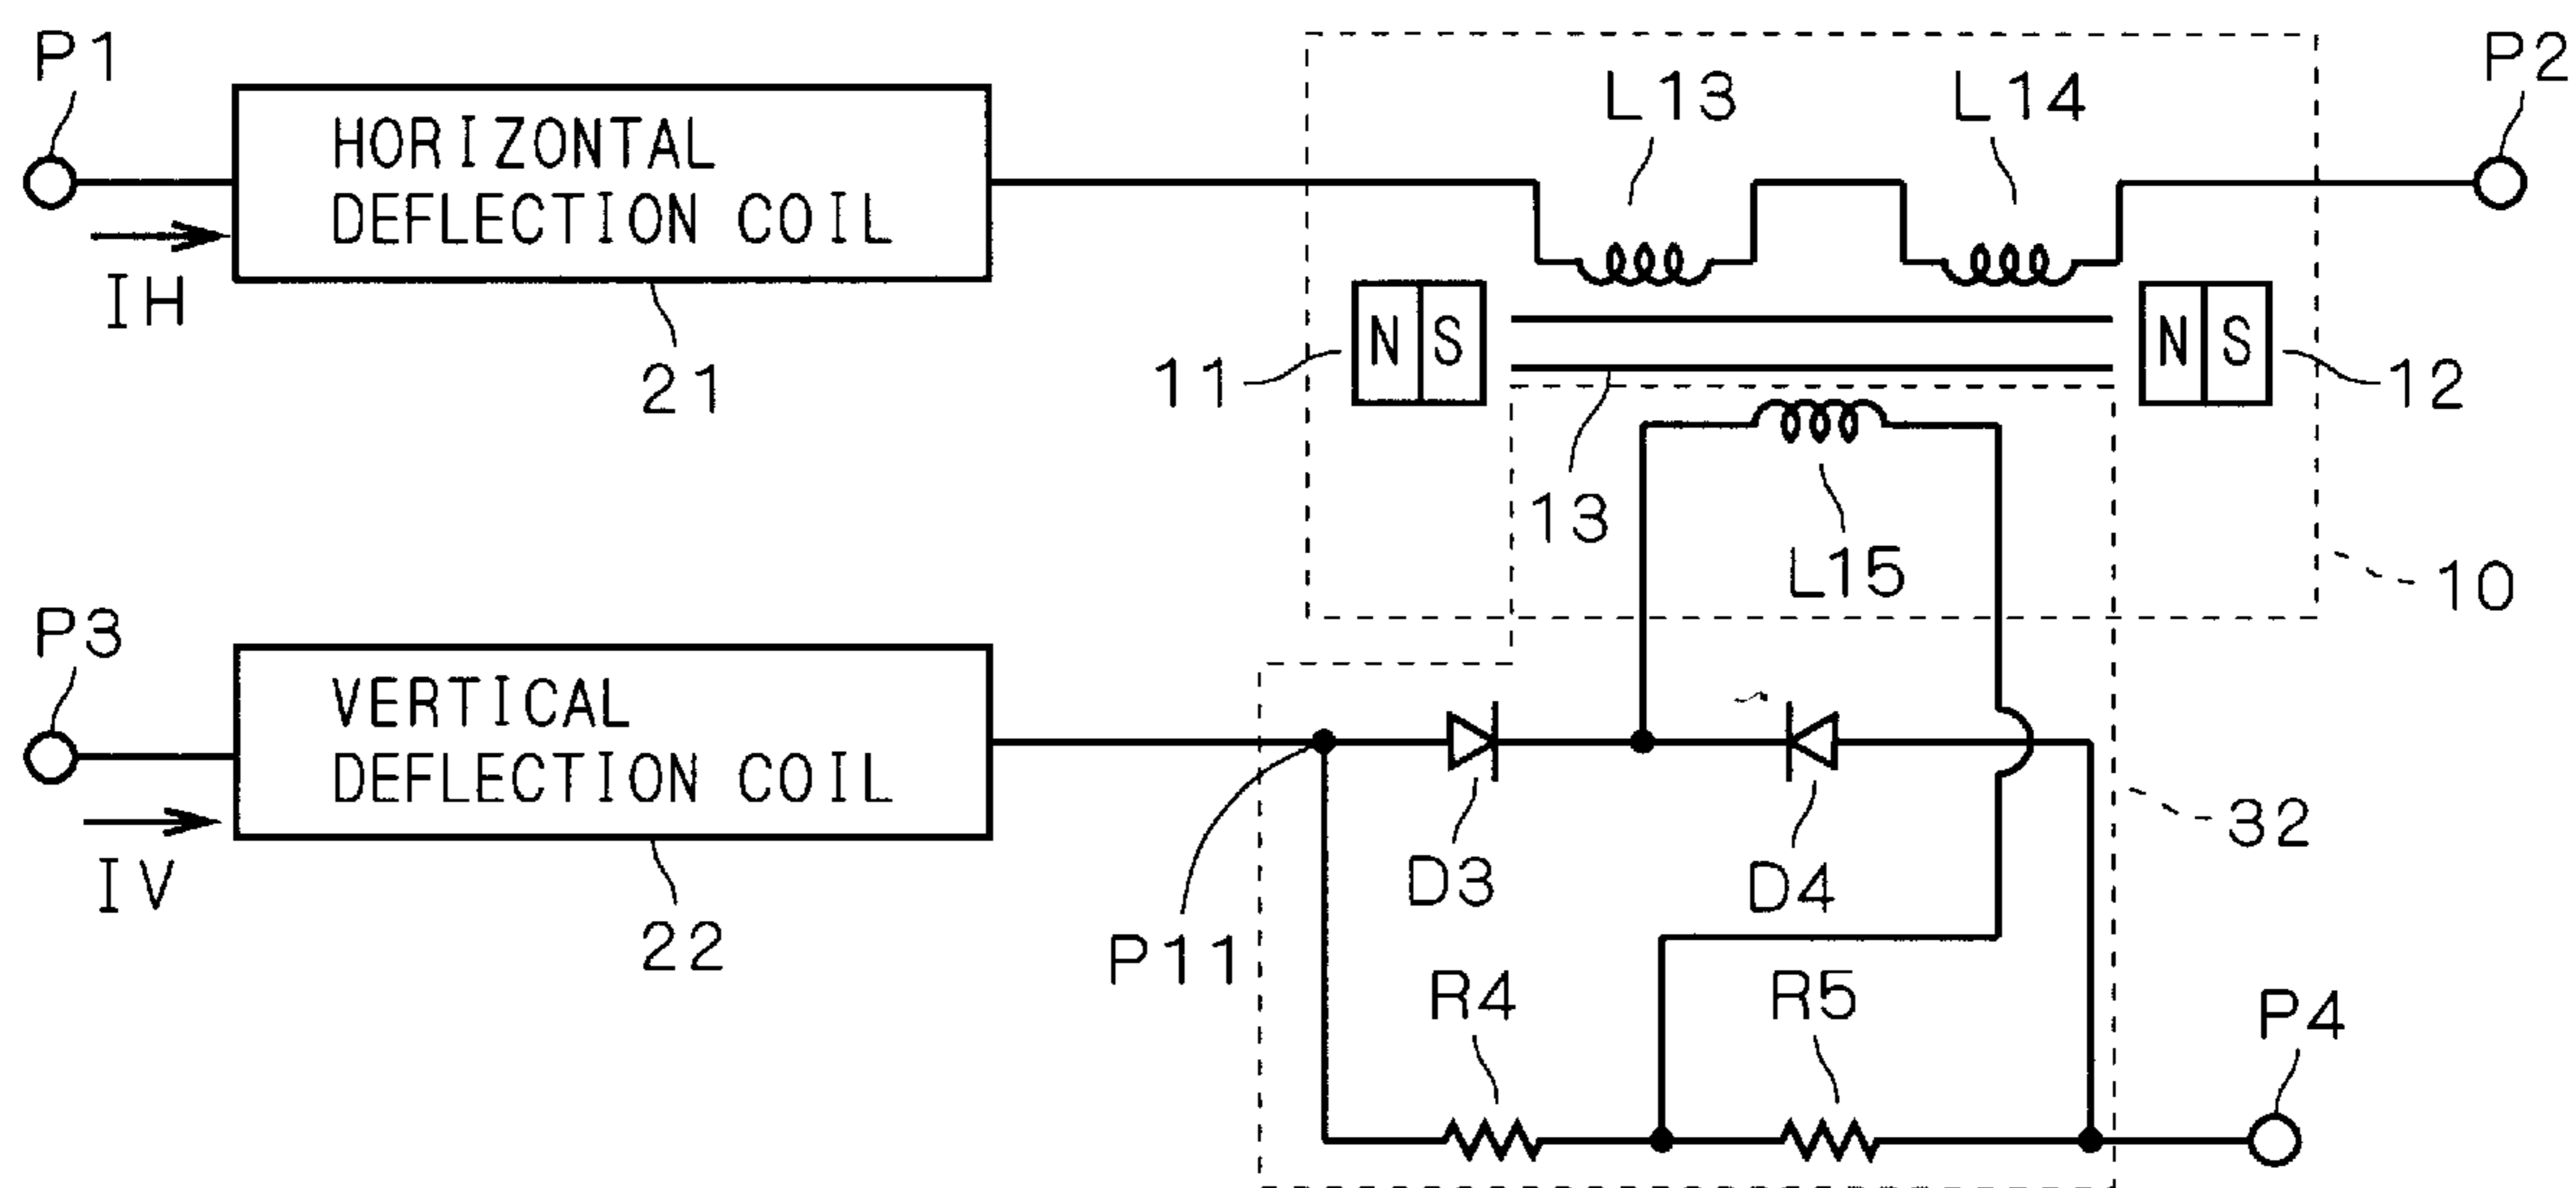 P1
P2
L13
L14
HORIZONTAL
DEFLECTION COIL
IH
21
11
N
S
N
S
12
13
L15
10
P3
VERTICAL
DEFLECTION COIL
IV
22
P11
D3
D4
32
R4
R5
P4